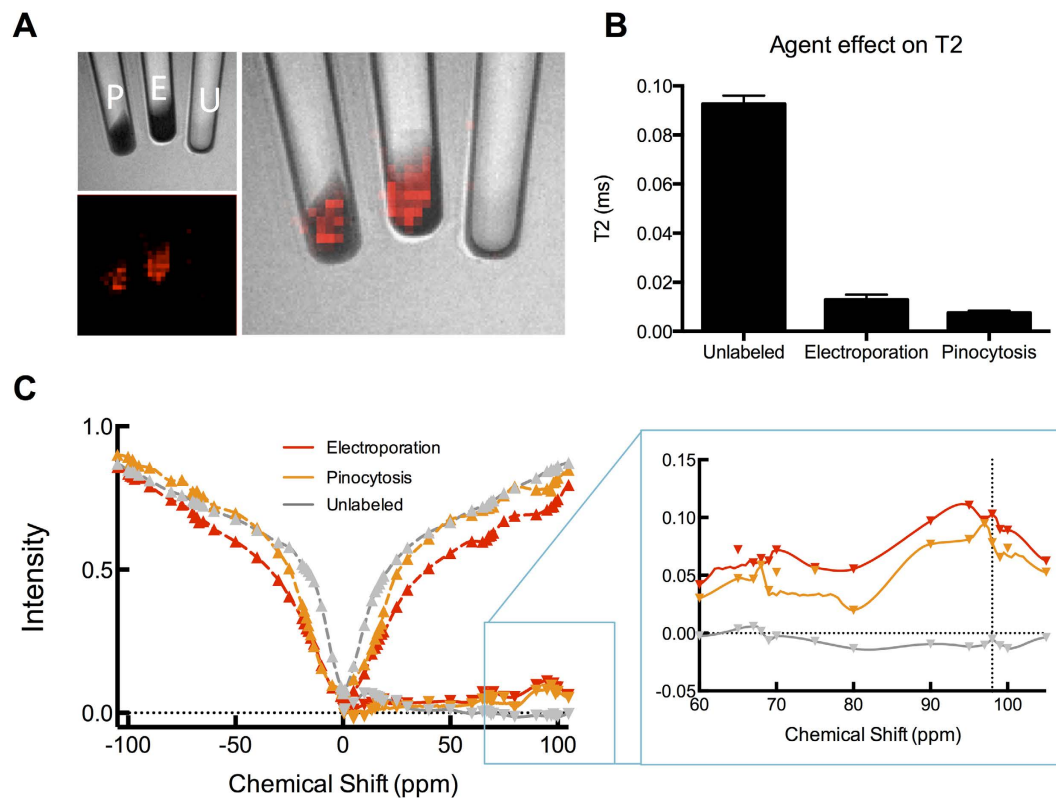 A
P E U
B
Agent effect on T2
T2 (ms)
0.10
0.08
0.06
0.04
0.02
0.00
Unlabeled Electroporation Pinocytosis
C
Intensity
1.0
0.5
0.0
-100 -50 0 50 100
Chemical Shift (ppm)
Electroporation
Pinocytosis
Unlabeled
0.15
0.10
0.05
0.00
-0.05
60 70 80 90 100
Chemical Shift (ppm)